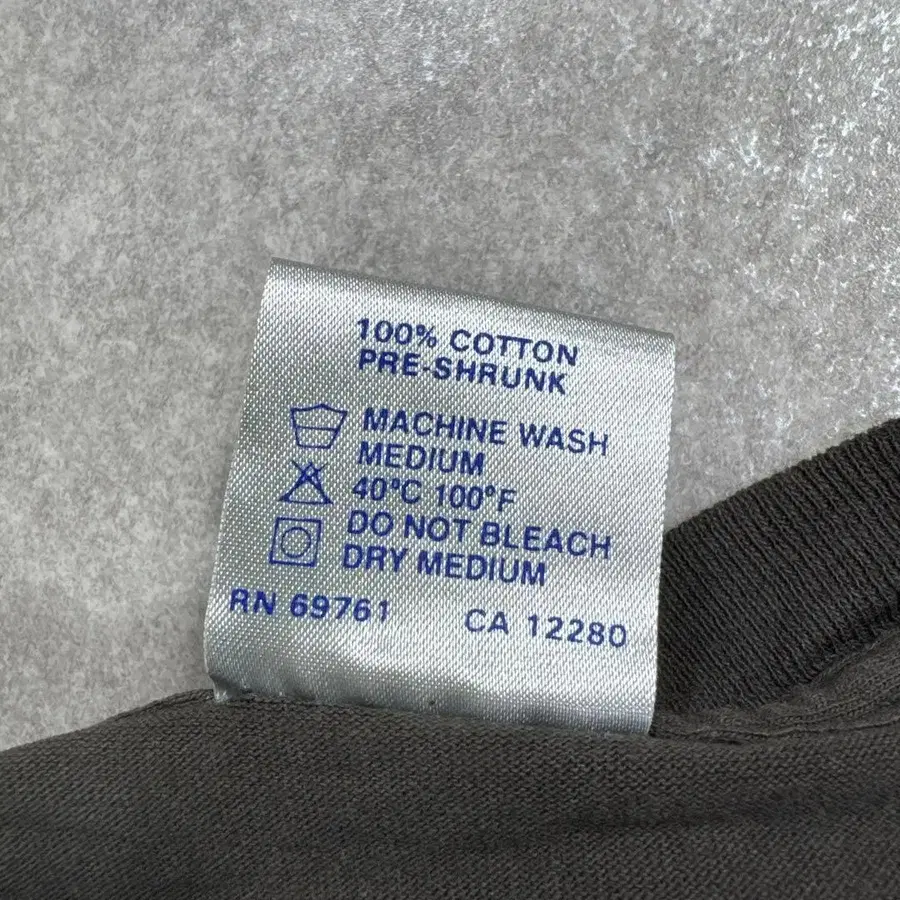 100% COTTON
PRE-SHRUNK
MACHINE WASH
MEDIUM
40°C 100°F
DO NOT BLEACH
DRY MEDIUM
RN 69761 CA 12280